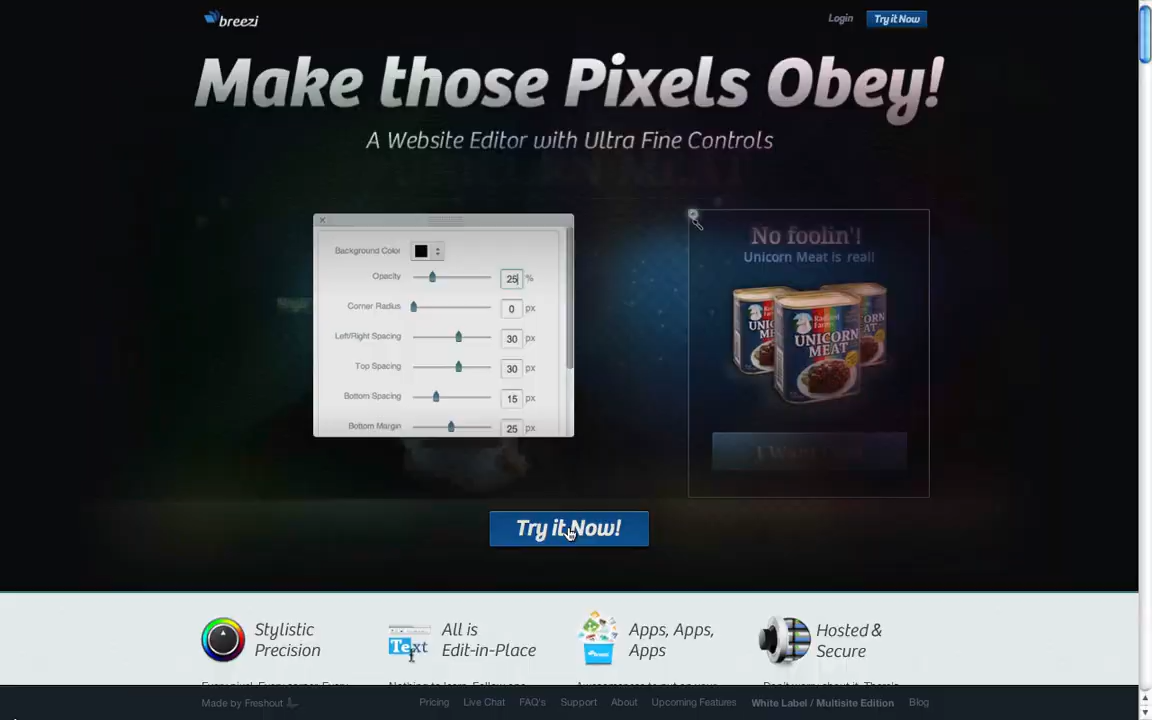 breezi
Login
Try it Now
Make those Pixels Obey!
A Website Editor with Ultra Fine Controls
Background Color
Opacity 25 %
Corner Radius 0 px
Left/Right Spacing 30 px
Top Spacing 30 px
Bottom Spacing 15 px
Bottom Margin 25 px
No foolin'!
Unicorn Meat is real!
Radiant
Farms
UNICORN
MEAT
Try it Now!
Stylistic
Precision
Text
All is
Edit-in-Place
Apps, Apps,
Apps
Hosted &
Secure
Made by Freshout
Pricing
Live Chat
FAQ's
Support
About
Upcoming Features
White Label / Multisite Edition
Blog